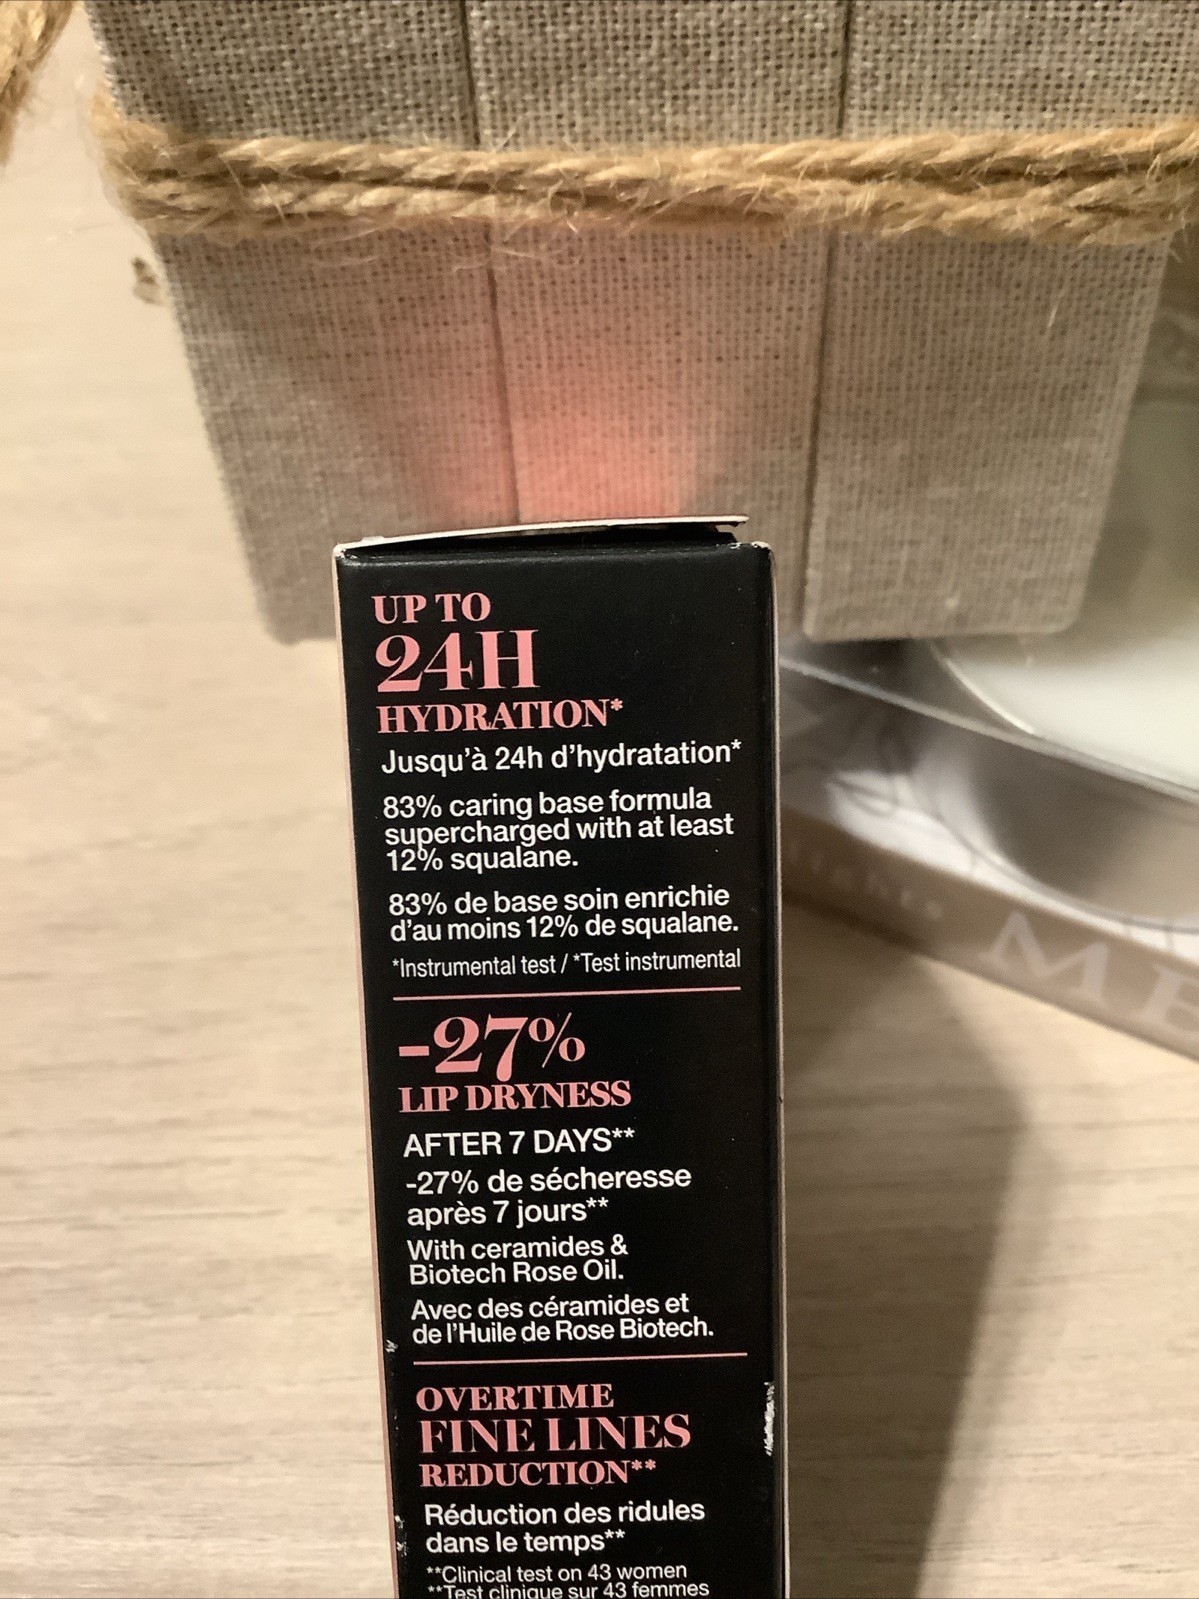 UP TO
24H
HYDRATION*
Jusqu'à 24h d'hydratation*
83% caring base formula
supercharged with at least
12% squalane.
83% de base soin enrichie
d'au moins 12% de squalane.
*Instrumental test / *Test instrumental
-27%
LIP DRYNESS
AFTER 7 DAYS**
-27% de sécheresse
après 7 jours**
With ceramides &
Biotech Rose Oil.
Avec des céramides et
de l'Huile de Rose Biotech.
OVERTIME
FINE LINES
REDUCTION**
Réduction des ridules
dans le temps**
**Clinical test on 43 women
**Test clinique sur 43 femmes